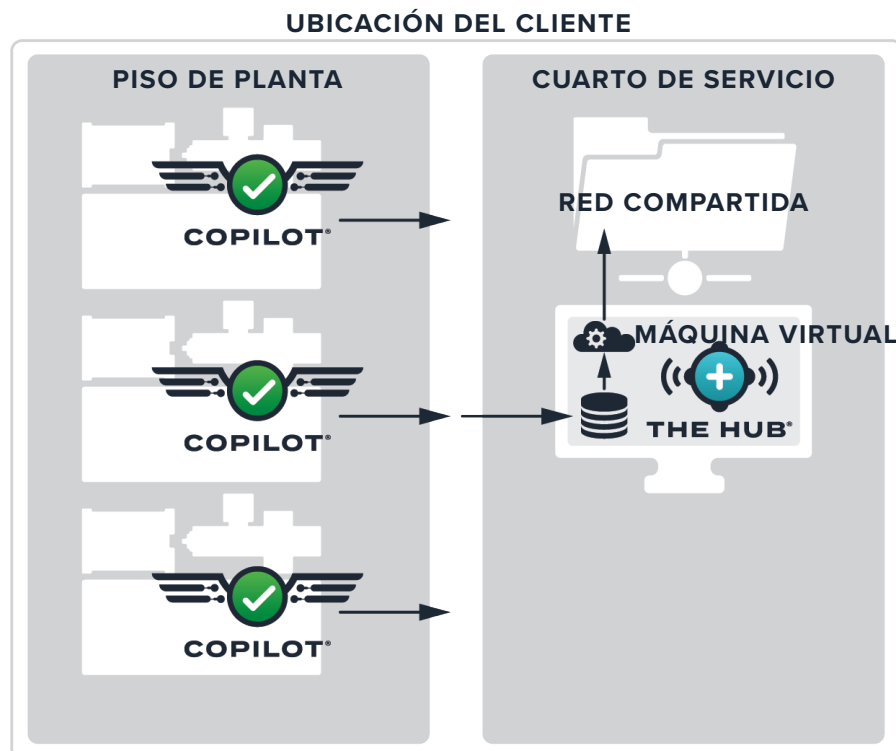 UBICACIÓN DEL CLIENTE
PISO DE PLANTA
COPILOT®
COPILOT®
COPILOT®
CUARTO DE SERVICIO
RED COMPARTIDA
MÁQUINA VIRTUAL
THE HUB®